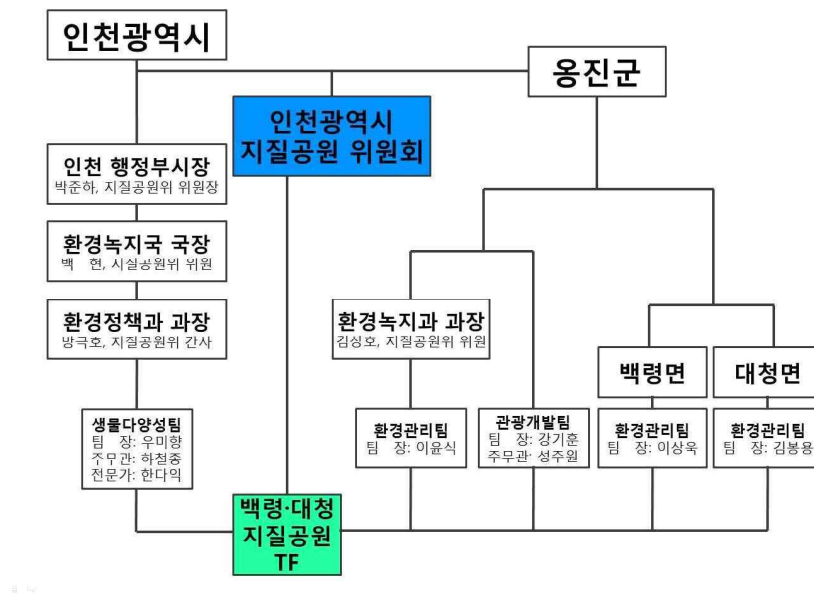 인천광역시
옹진군
인천광역시
지질공원 위원회
인천 행정부시장
박준하, 지질공원위 위원장
환경녹지국 국장
백 현, 지질공원위 위원
환경정책과 과장
방극호, 지질공원위 간사
환경녹지과 과장
김상호, 지질공원위 위원
백령면
대청면
생물다양성팀
팀 장: 우미향
주무관: 하철종
전문가: 한다익
환경관리팀
팀 장: 이윤식
관광개발팀
팀 장: 강기훈
주무관: 성주원
환경관리팀
팀 장: 이상욱
환경관리팀
팀 장: 김봉용
백령·대청
지질공원
TF